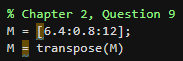 % Chapter 2, Question 9
M = [6.4:0.8:12];
M = transpose(M)